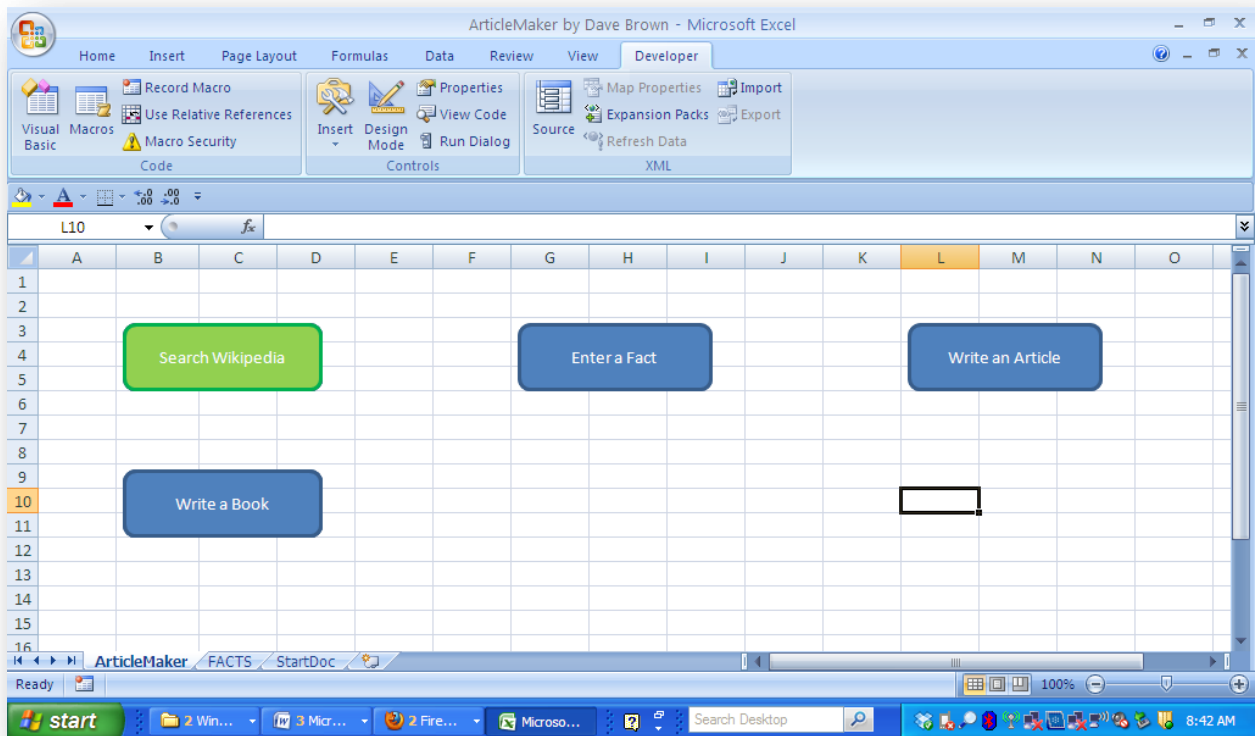 ArticleMaker by Dave Brown - Microsoft Excel
Home Insert Page Layout Formulas Data Review View Developer
Visual Basic
Macros
Record Macro
Use Relative References
Macro Security
Code
Insert
Design Mode
Properties
View Code
Run Dialog
Controls
Source
Map Properties
Expansion Packs
Refresh Data
Import
Export
XML
L10 fx
A B C D E F G H I J K L M N O
1
2
3
4
5
6
7
8
9
10
11
12
13
14
15
16
Search Wikipedia
Enter a Fact
Write an Article
Write a Book
ArticleMaker FACTS StartDoc
Ready 100%
start 2 Win... 3 Micr... 2 Fire... Microso... Search Desktop 8:42 AM